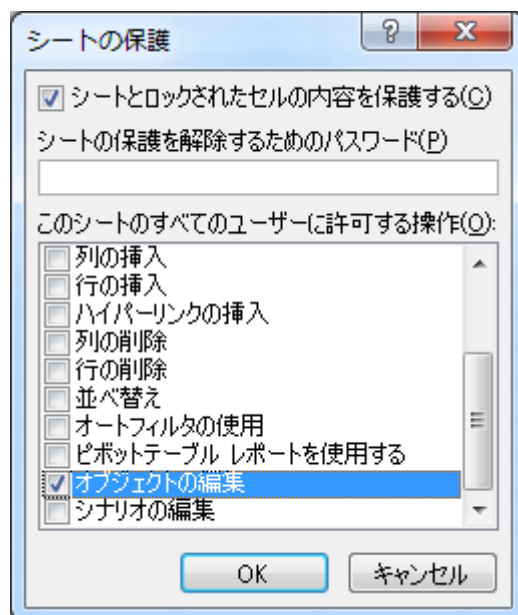 シートの保護
シートとロックされたセルの内容を保護する(C)
シートの保護を解除するためのパスワード(P)
このシートのすべてのユーザーに許可する操作(O):
列の挿入
行の挿入
ハイパーリンクの挿入
列の削除
行の削除
並べ替え
オートフィルタの使用
ピボットテーブル レポートを使用する
オブジェクトの編集
シナリオの編集
OK キャンセル